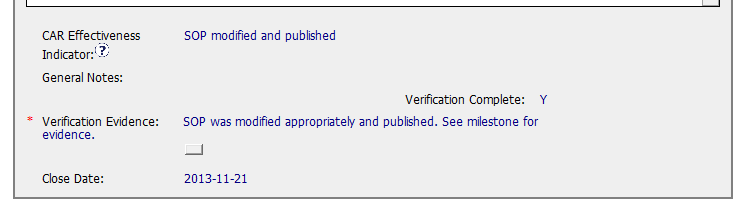 CAR Effectiveness SOP modified and published
Indicator:?
General Notes:
Verification Complete: Y
* Verification Evidence: SOP was modified appropriately and published. See milestone for
evidence.
Close Date: 2013-11-21